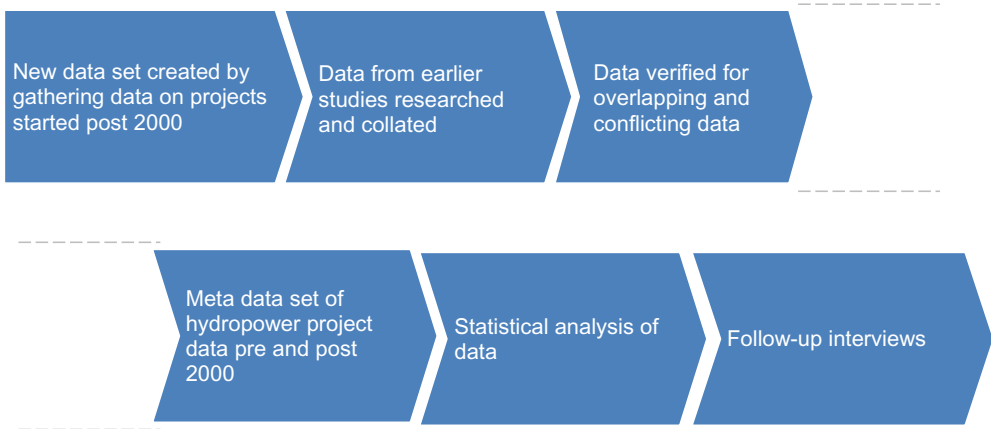 New data set created by
gathering data on projects
started post 2000
Data from earlier
studies researched
and collated
Data verified for
overlapping and
conflicting data
Meta data set of
hydropower project
data pre and post
2000
Statistical analysis of
data
Follow-up interviews